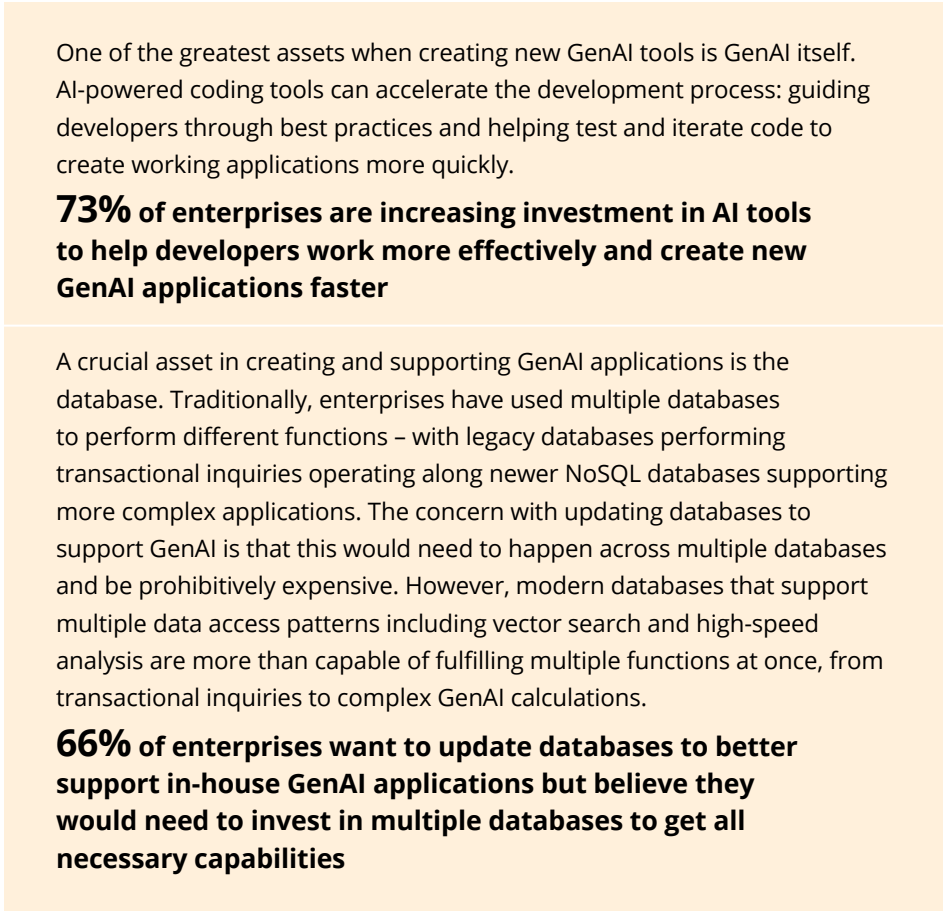 One of the greatest assets when creating new GenAI tools is GenAI itself.
AI-powered coding tools can accelerate the development process: guiding
developers through best practices and helping test and iterate code to
create working applications more quickly.
73% of enterprises are increasing investment in AI tools
to help developers work more effectively and create new
GenAI applications faster
A crucial asset in creating and supporting GenAI applications is the
database. Traditionally, enterprises have used multiple databases
to perform different functions – with legacy databases performing
transactional inquiries operating along newer NoSQL databases supporting
more complex applications. The concern with updating databases to
support GenAI is that this would need to happen across multiple databases
and be prohibitively expensive. However, modern databases that support
multiple data access patterns including vector search and high-speed
analysis are more than capable of fulfilling multiple functions at once, from
transactional inquiries to complex GenAI calculations.
66% of enterprises want to update databases to better
support in-house GenAI applications but believe they
would need to invest in multiple databases to get all
necessary capabilities